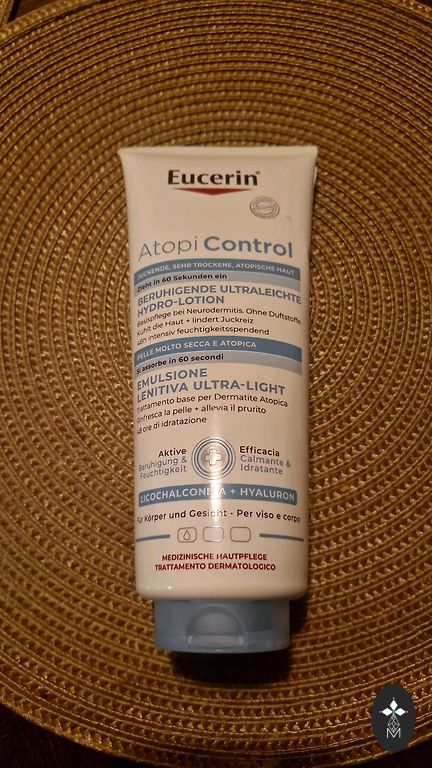 Eucerin®
Atopi Control
JUCKENDE, SEHR TROCKENE, ATOPISCHE HAUT
Zieht in 60 Sekunden ein
BERUHIGENDE ULTRALEICHTE
HYDRO-LOTION
Basispflege bei Neurodermitis. Ohne Duftstoffe
Kühlt die Haut + lindert Juckreiz
48h intensiv feuchtigkeitsspendend
PELLE MOLTO SECCA E ATOPICA
Si assorbe in 60 secondi
EMULSIONE
LENITIVA ULTRA-LIGHT
Trattamento base per Dermatite Atopica
Rinfresca la pelle + allevia il prurito
48 ore di idratazione
Aktive
Beruhigung &
Feuchtigkeit
Efficacia
Calmante &
Idratante
LICOCHALCONE A + HYALURON
Für Körper und Gesicht • Per viso e corpo
MEDIZINISCHE HAUTPFLEGE
TRATTAMENTO DERMATOLOGICO
M